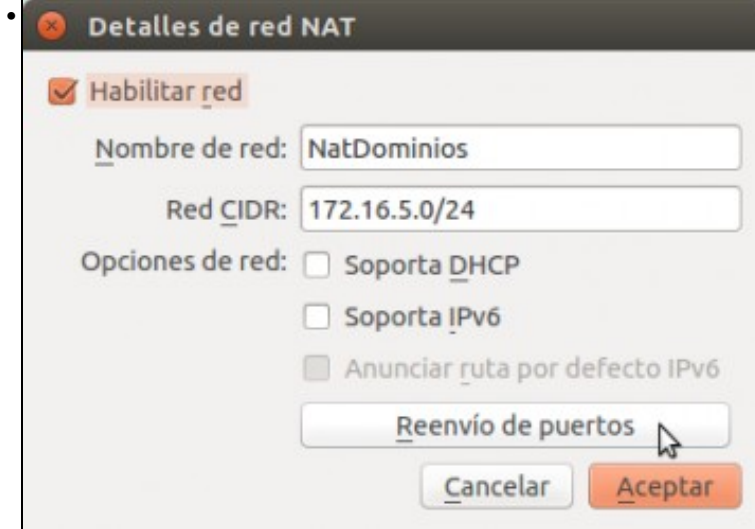 Detalles de red NAT
Habilitar red
Nombre de red: NatDominios
Red CIDR: 172.16.5.0/24
Opciones de red: Soporta DHCP
Soporta IPv6
Anunciar ruta por defecto IPv6
Reenvío de puertos
Cancelar Aceptar